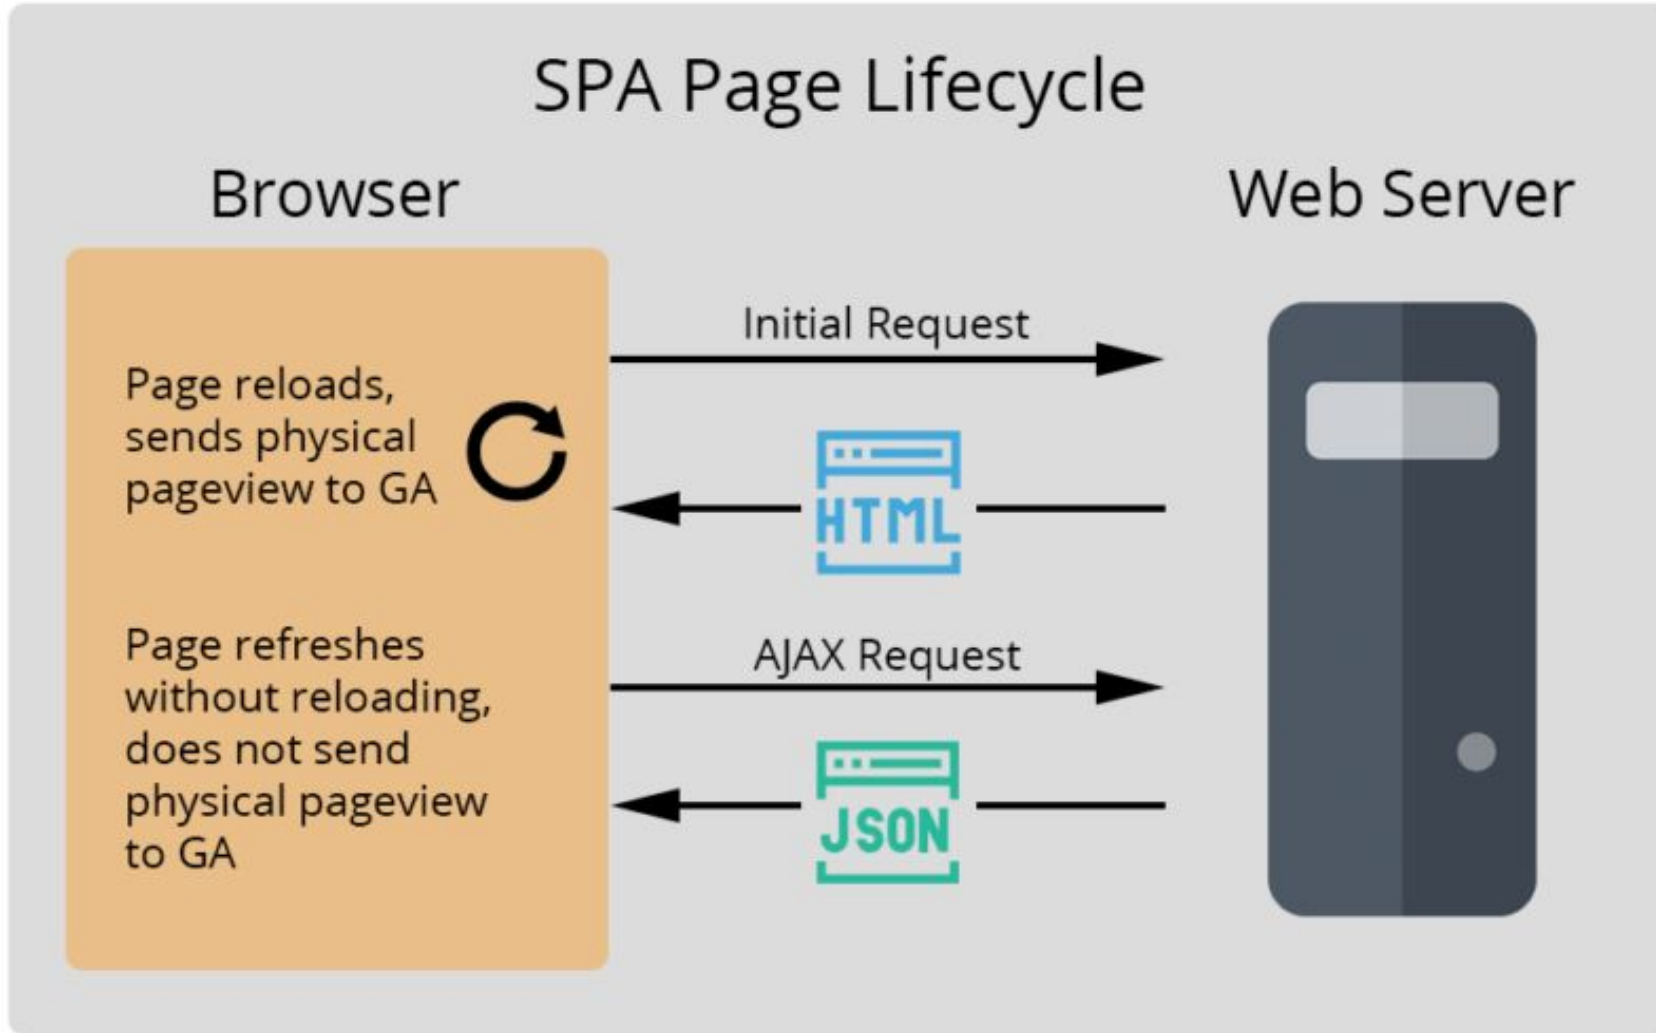 SPA Page Lifecycle
Browser
Web Server
Initial Request
Page reloads,
sends physical
pageview to GA
HTML
Page refreshes
without reloading,
does not send
physical pageview
to GA
AJAX Request
JSON